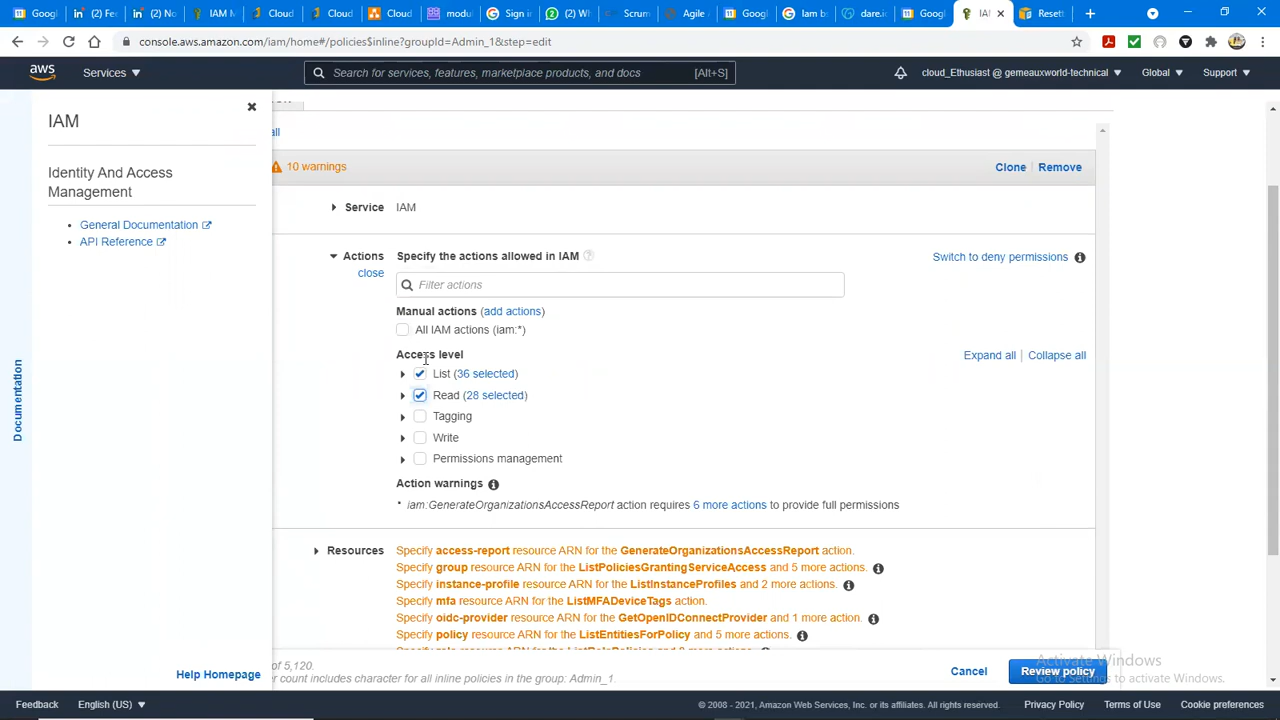 IAM M
Cloud
Cloud
Cloud
modul
Sign in
(2) Wh
Scrum
Agile
Googl
Iam b
dare.ic
Googl
IAM
Resett
console.aws.amazon.com/iam/home#/policies$inline?groupId=Admin_1&step=edit
aws
Services
Search for services, features, marketplace products, and docs
[Alt+S]
cloud_Ethusiast @ gemeauxworld-technical
Global
Support
IAM
Identity And Access
Management
General Documentation
API Reference
Documentation
Help Homepage
all
10 warnings
Clone
Remove
Service
IAM
Actions
close
Specify the actions allowed in IAM
Switch to deny permissions
Filter actions
Manual actions (add actions)
All IAM actions (iam:*)
Access level
Expand all | Collapse all
List (36 selected)
Read (28 selected)
Tagging
Write
Permissions management
Action warnings
iam:GenerateOrganizationsAccessReport action requires 6 more actions to provide full permissions
Resources
Specify access-report resource ARN for the GenerateOrganizationsAccessReport action.
Specify group resource ARN for the ListPoliciesGrantingServiceAccess and 5 more actions.
Specify instance-profile resource ARN for the ListInstanceProfiles and 2 more actions.
Specify mfa resource ARN for the ListMFADeviceTags action.
Specify oidc-provider resource ARN for the GetOpenIDConnectProvider and 1 more action.
Specify policy resource ARN for the ListEntitiesForPolicy and 5 more actions.
of 5,120.
r count includes character for all inline policies in the group: Admin_1.
Cancel
Review policy
Activate Windows
Go to Settings to activate Windows.
Feedback
English (US)
© 2008 - 2021, Amazon Web Services, Inc. or its affiliates. All rights reserved.
Privacy Policy
Terms of Use
Cookie preferences